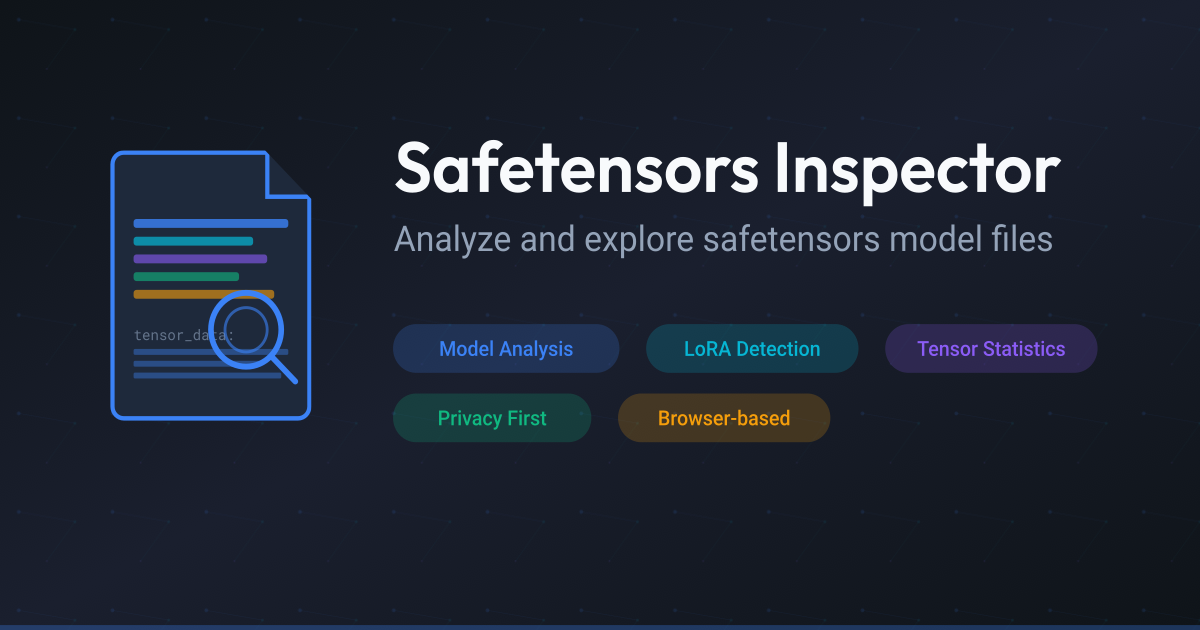 Safetensors Inspector
Analyze and explore safetensors model files
tensor_data:
Model Analysis
LoRA Detection
Tensor Statistics
Privacy First
Browser-based